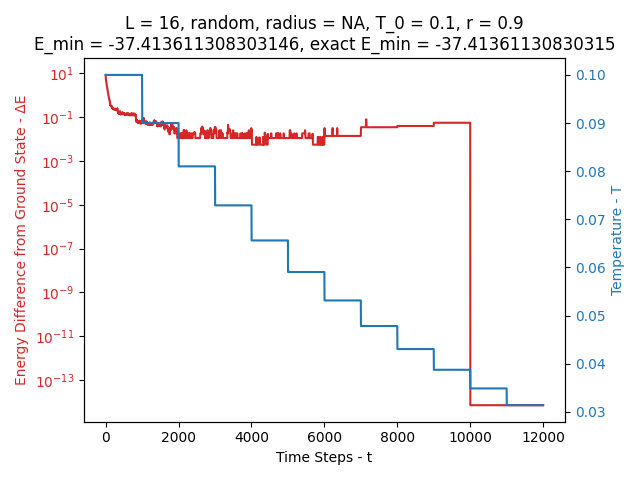 L = 16, random, radius = NA, T_0 = 0.1, r = 0.9
E_min = -37.413611308303146, exact E_min = -37.41361130830315
10^1
10^-1
10^-3
10^-5
10^-7
10^-9
10^-11
10^-13
Energy Difference from Ground State - ΔE
0.10
0.09
0.08
0.07
0.06
0.05
0.04
0.03
Temperature - T
0 2000 4000 6000 8000 10000 12000
Time Steps - t